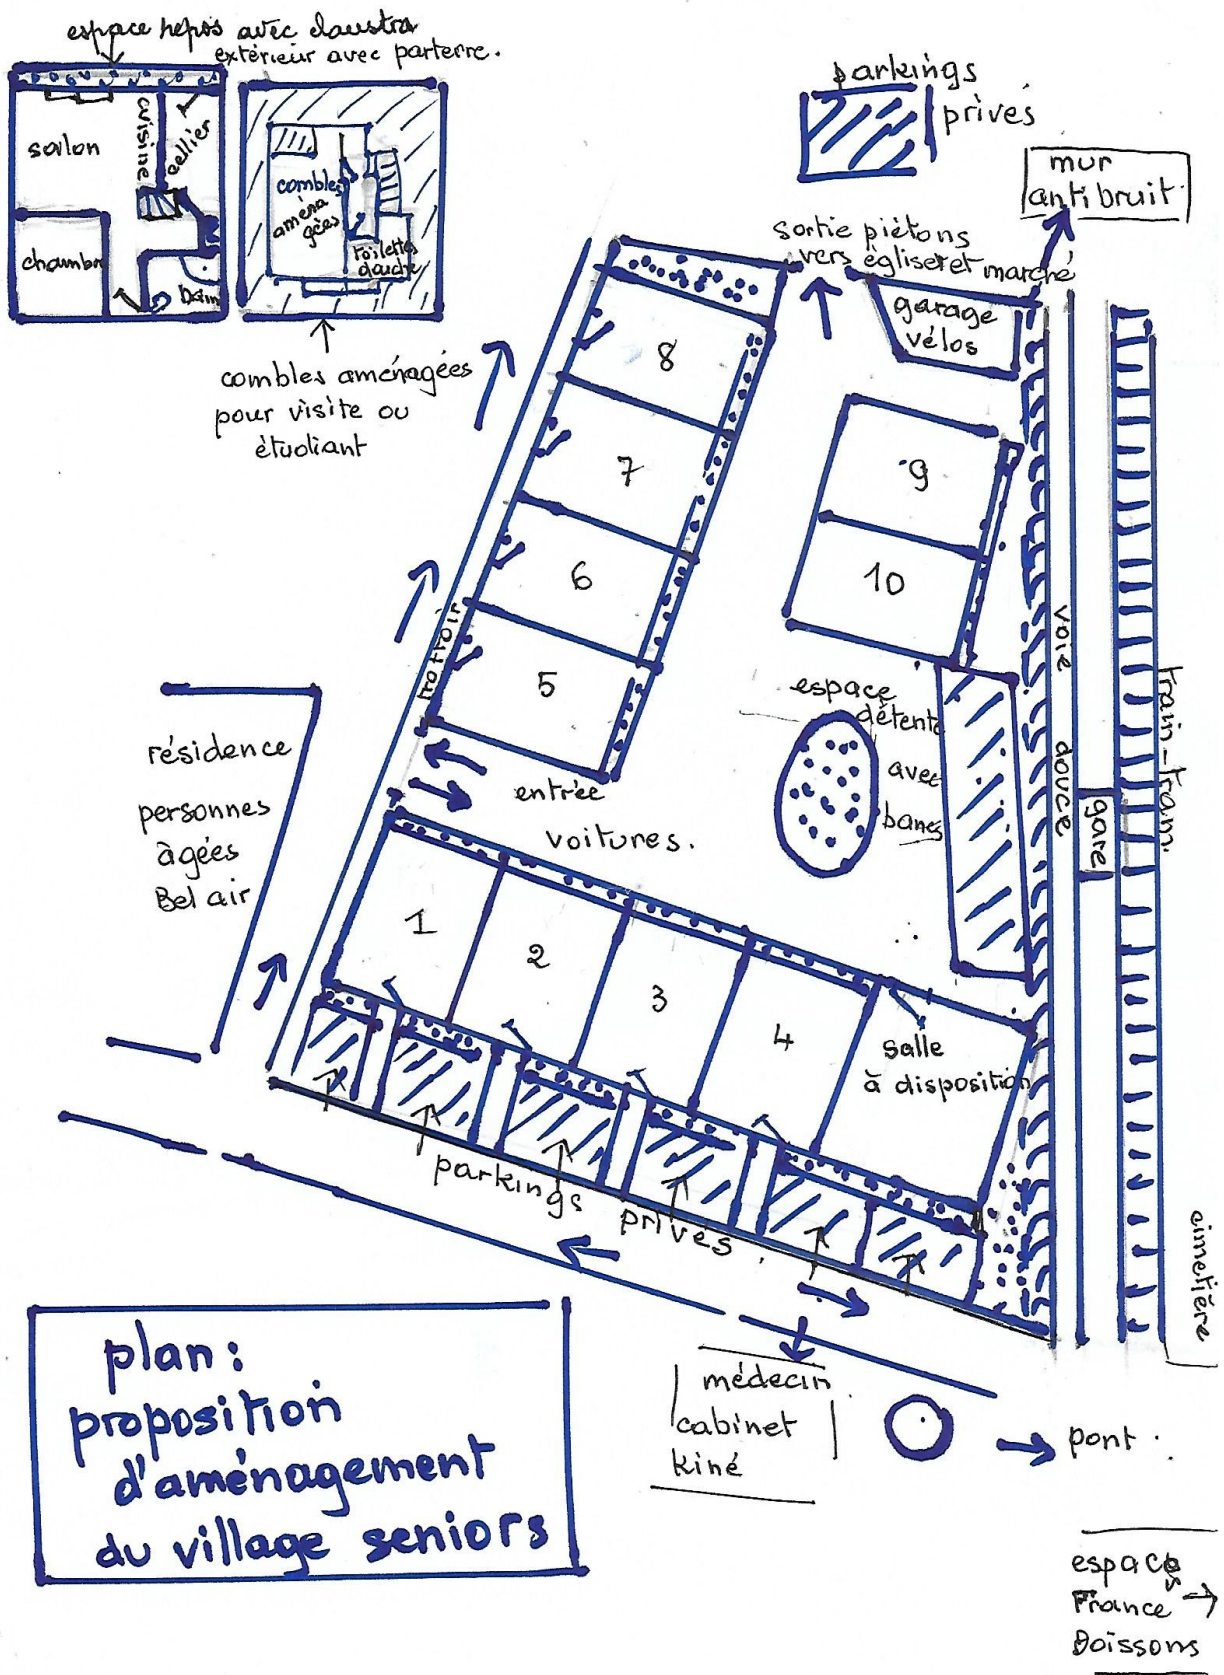 espace repos avec claustra
extérieur avec parterre.
salon
cuisine
cellier
chambre
bain
combles
aména
gées
toilettes
douche
combles aménagées
pour visite ou
étudiant
parkings
privés
mur
antibruit
sortie piétons
vers église et marché
garage
vélos
8
7
6
5
9
10
trottoir
espace
détente
avec
bancs
voie douce
gare
train-tram.
résidence
personnes
âgées
Bel air
entrée
voitures.
1
2
3
4
salle
à disposition
parkings
privés
cimetière
plan :
proposition
d'aménagement
du village seniors
médecin
cabinet
kiné
pont
espaces
France
Boissons